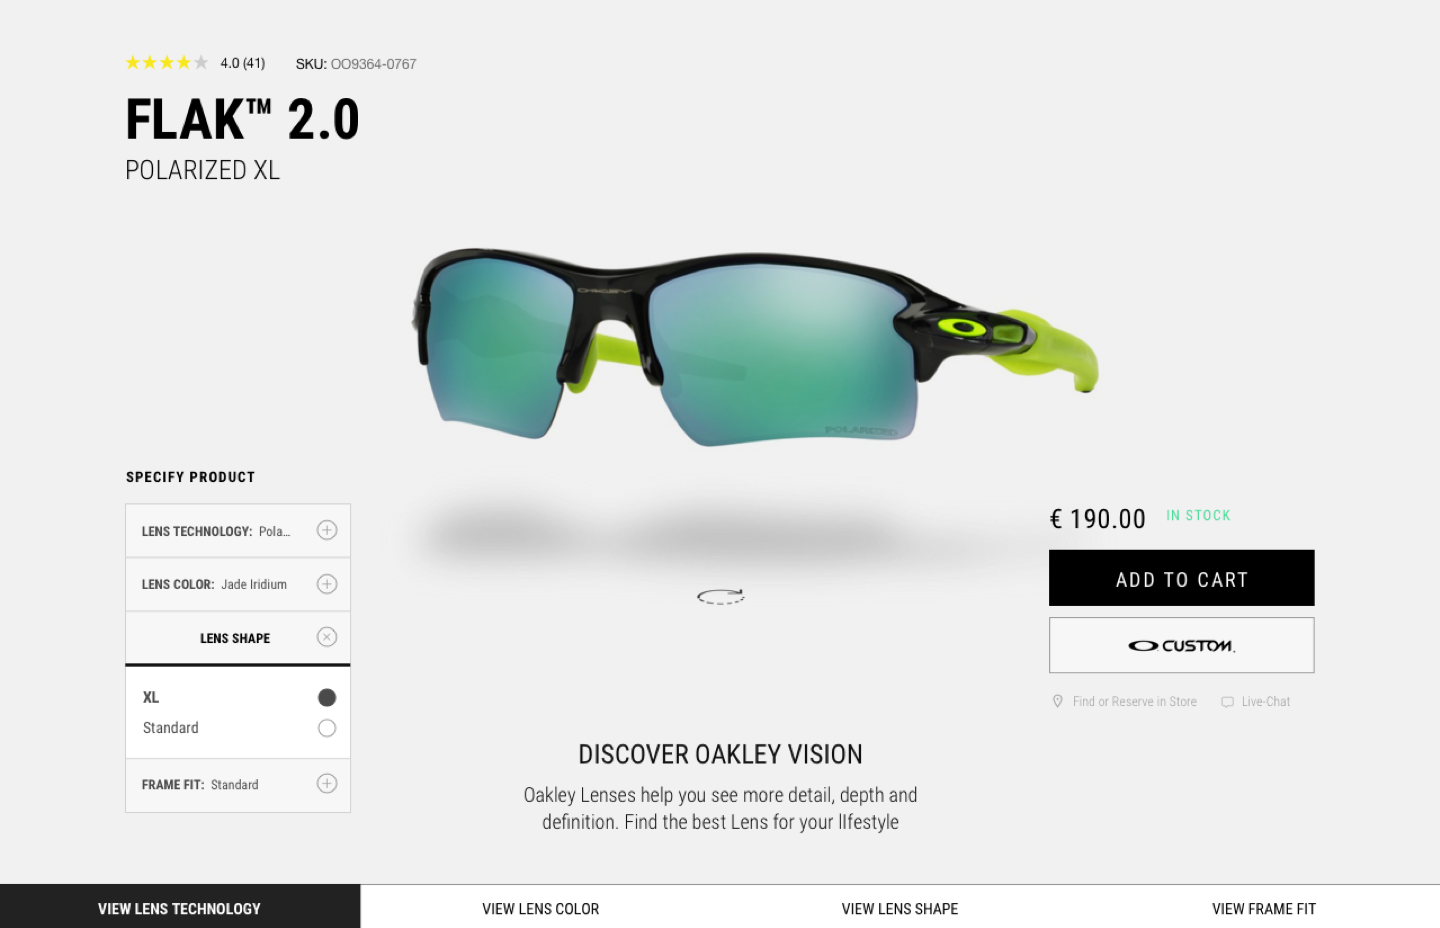 4.0 (41) SKU: OO9364-0767
FLAK™ 2.0
POLARIZED XL
OAKLEY
POLARIZED
SPECIFY PRODUCT
LENS TECHNOLOGY: Pola...
LENS COLOR: Jade Iridium
LENS SHAPE
XL
Standard
FRAME FIT: Standard
€ 190.00 IN STOCK
ADD TO CART
CUSTOM
Find or Reserve in Store Live-Chat
DISCOVER OAKLEY VISION
Oakley Lenses help you see more detail, depth and
definition. Find the best Lens for your lIfestyle
VIEW LENS TECHNOLOGY VIEW LENS COLOR VIEW LENS SHAPE VIEW FRAME FIT